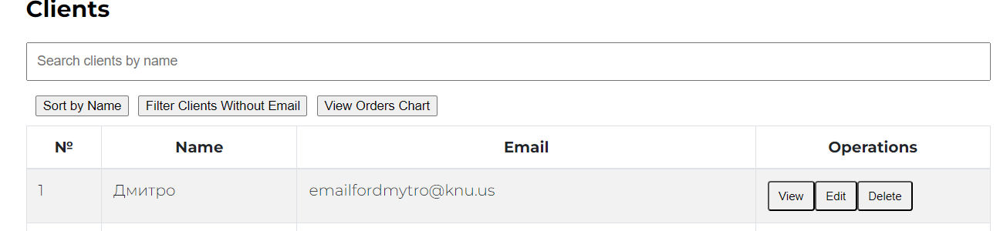 Clients
Search clients by name
Sort by Name Filter Clients Without Email View Orders Chart
№ Name Email Operations
1 Дмитро emailfordmytro@knu.us View Edit Delete